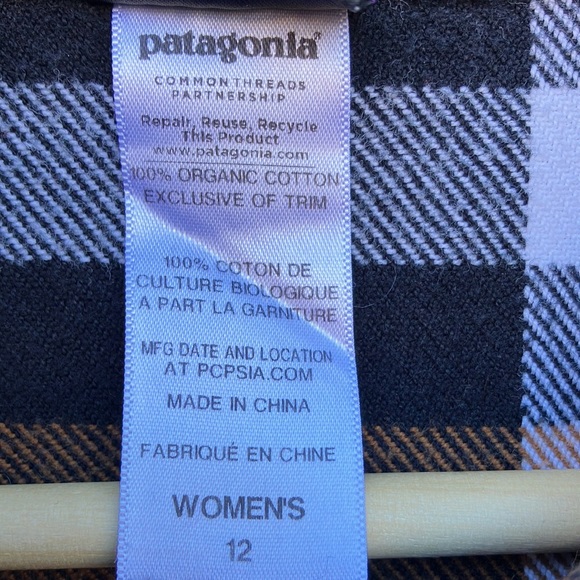 patagonia®
COMMON THREADS
PARTNERSHIP
Repair, Reuse, Recycle
This Product
www.patagonia.com
100% ORGANIC COTTON
EXCLUSIVE OF TRIM
100% COTON DE
CULTURE BIOLOGIQUE
A PART LA GARNITURE
MFG DATE AND LOCATION
AT PCPSIA.COM
MADE IN CHINA
FABRIQUÉ EN CHINE
WOMEN'S
12